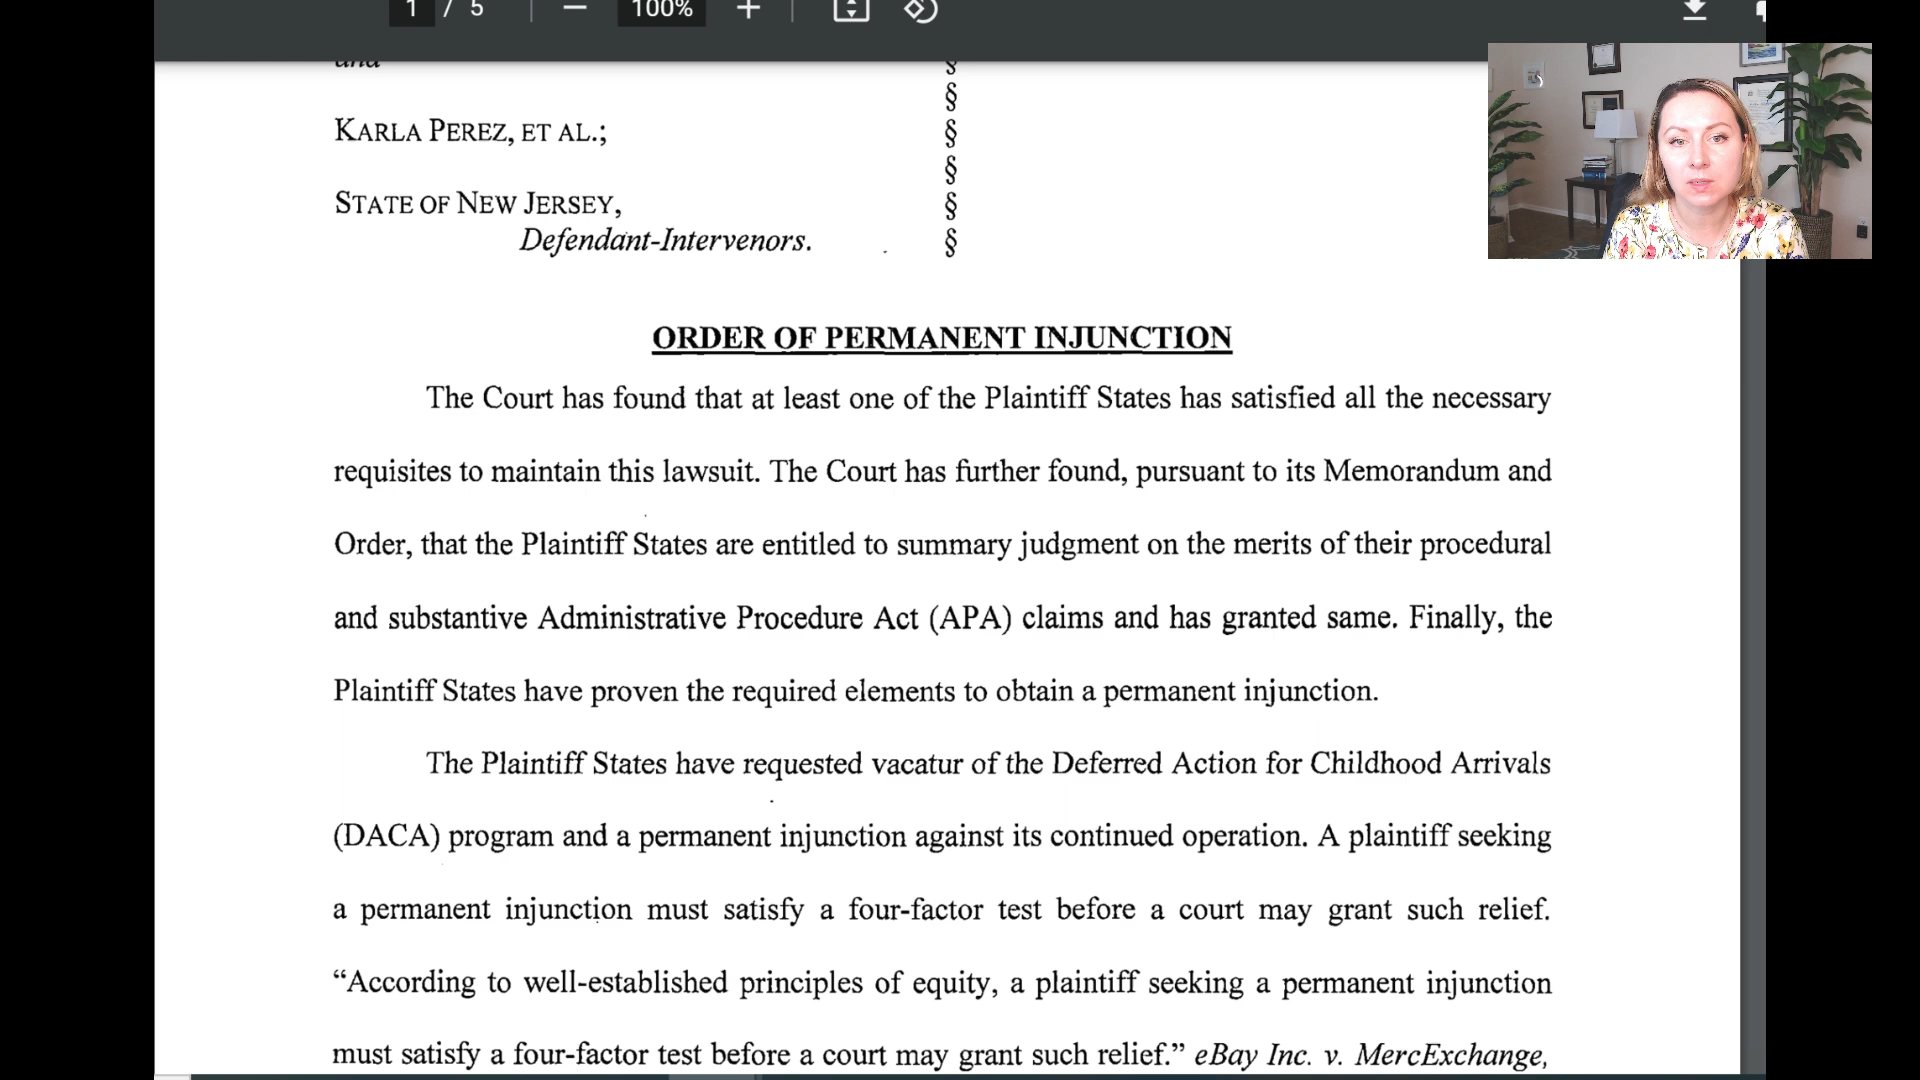 1 / 5 100%
and
KARLA PEREZ, ET AL.;
STATE OF NEW JERSEY,
Defendant-Intervenors.
§
§
§
§
§
§
ORDER OF PERMANENT INJUNCTION
The Court has found that at least one of the Plaintiff States has satisfied all the necessary
requisites to maintain this lawsuit. The Court has further found, pursuant to its Memorandum and
Order, that the Plaintiff States are entitled to summary judgment on the merits of their procedural
and substantive Administrative Procedure Act (APA) claims and has granted same. Finally, the
Plaintiff States have proven the required elements to obtain a permanent injunction.
The Plaintiff States have requested vacatur of the Deferred Action for Childhood Arrivals
(DACA) program and a permanent injunction against its continued operation. A plaintiff seeking
a permanent injunction must satisfy a four-factor test before a court may grant such relief.
“According to well-established principles of equity, a plaintiff seeking a permanent injunction
must satisfy a four-factor test before a court may grant such relief.” eBay Inc. v. MercExchange,